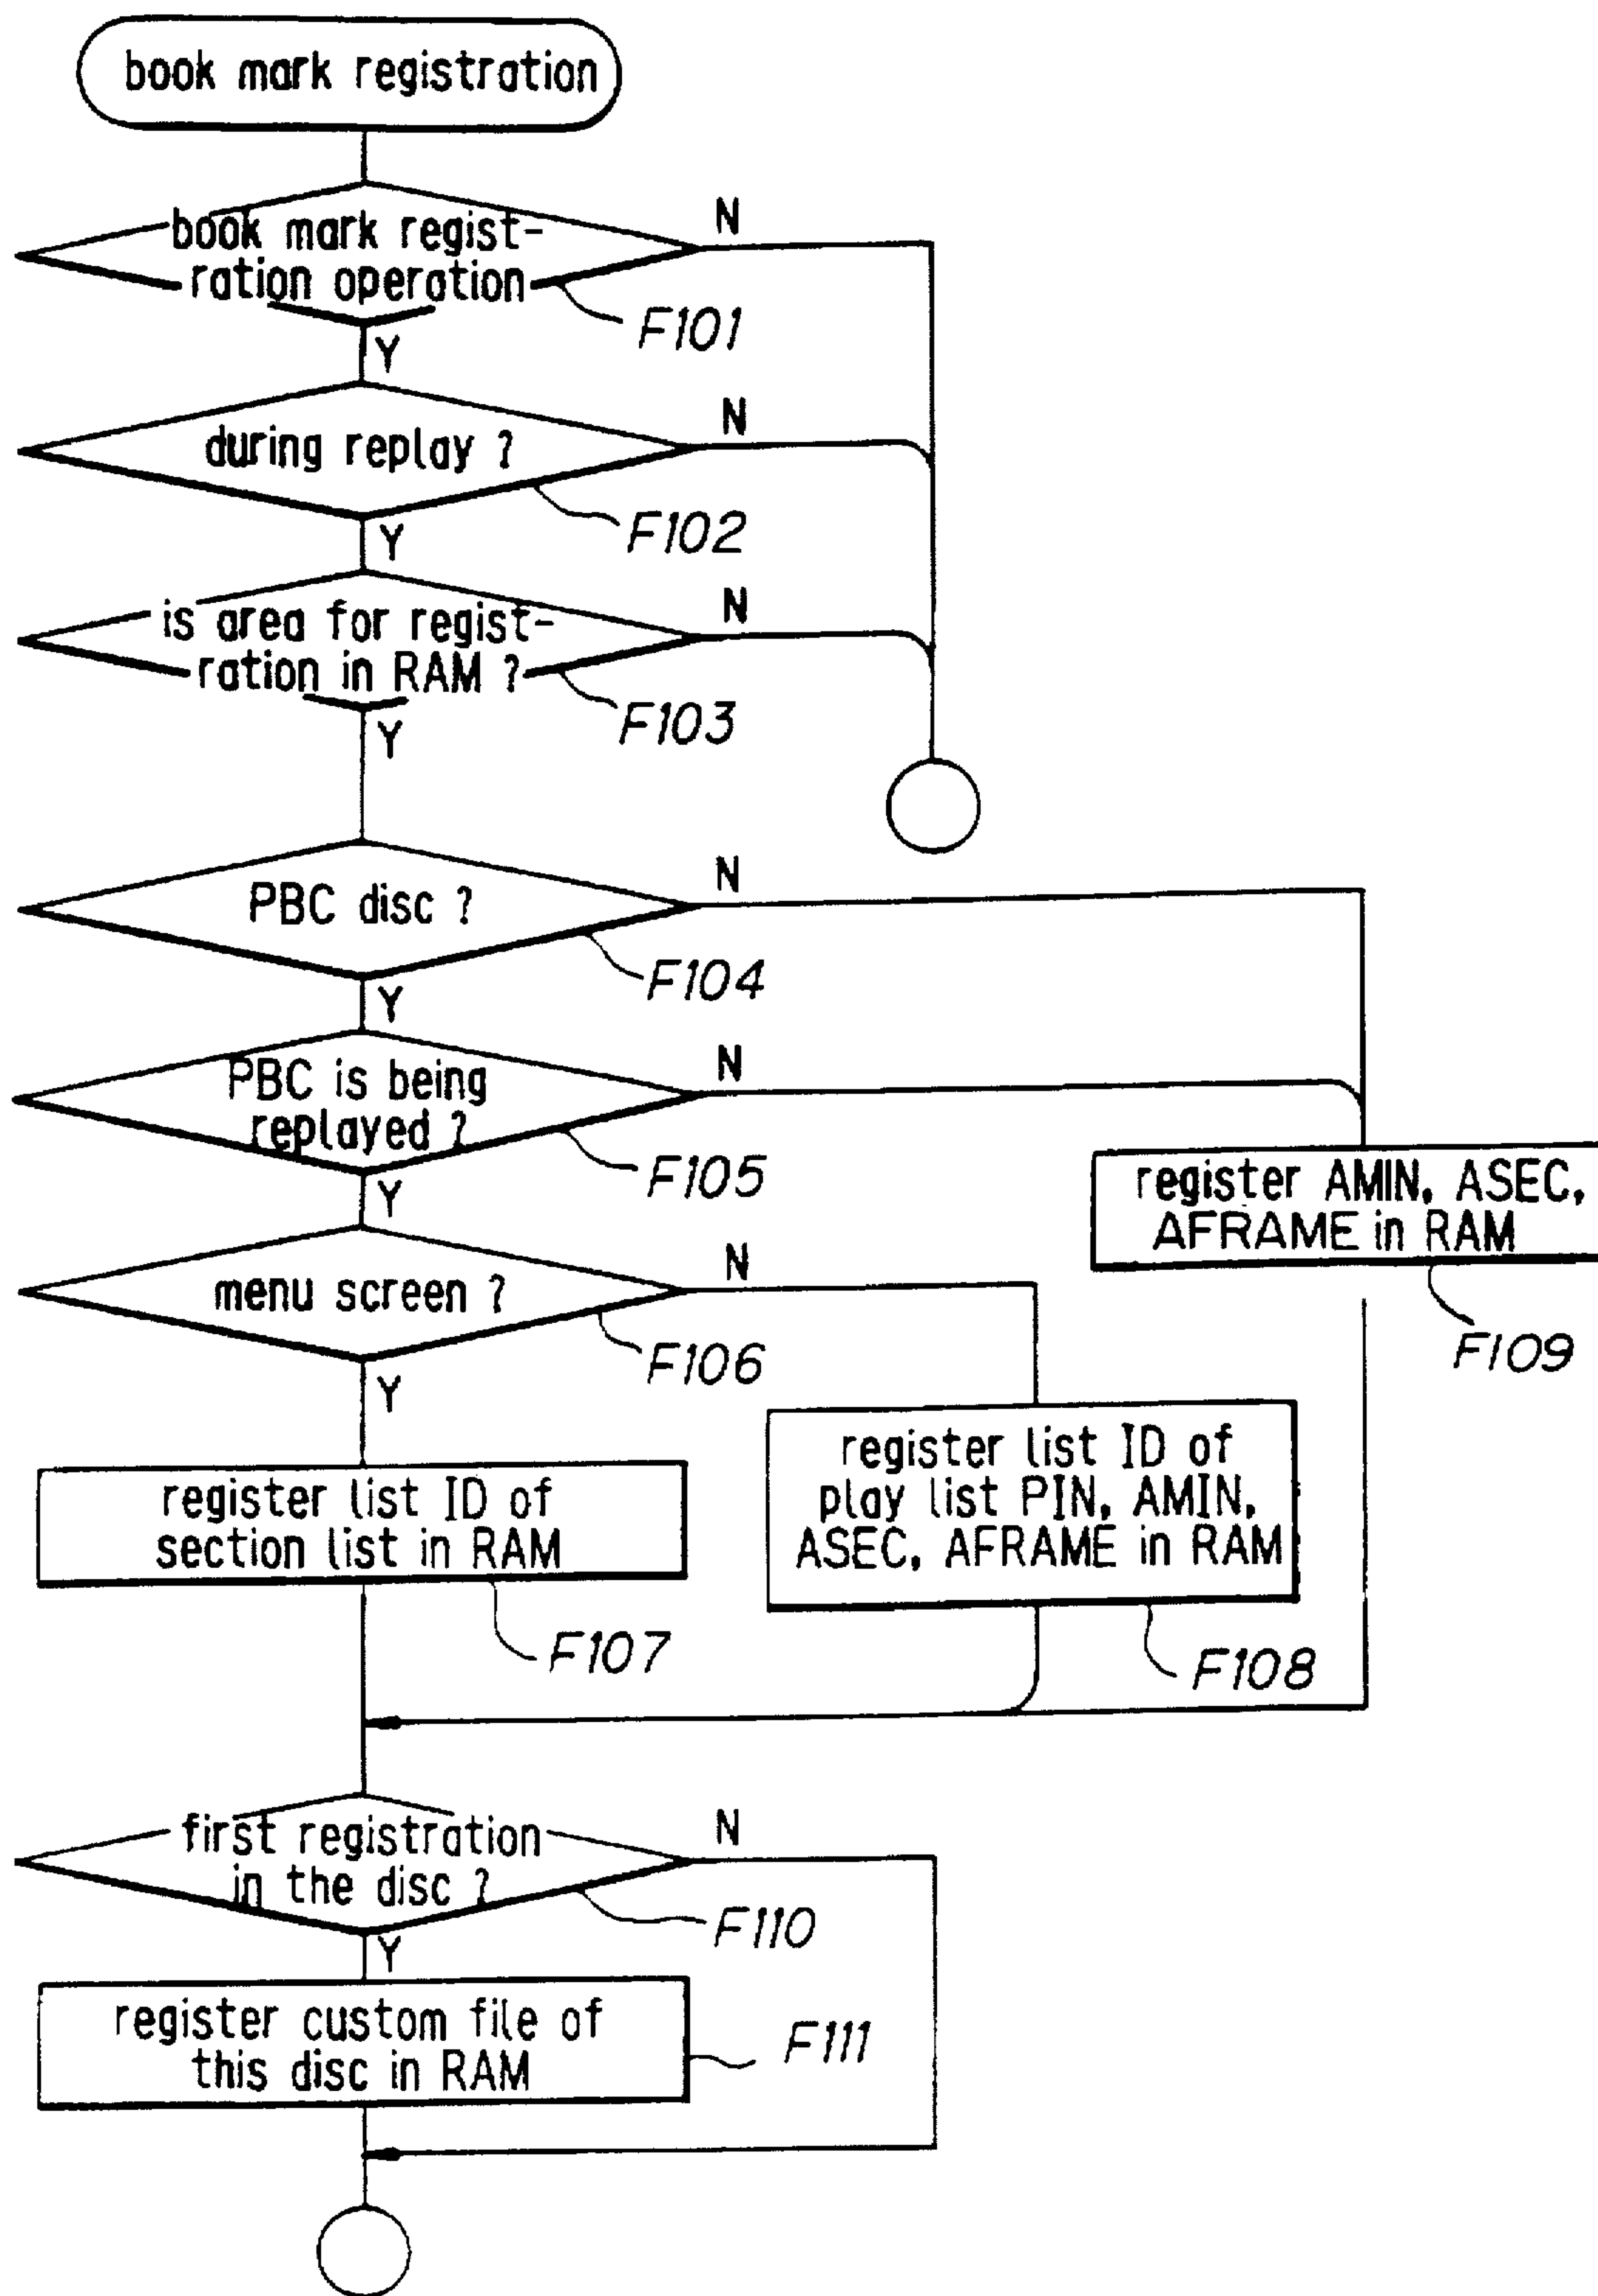 book mark registration
book mark regist-
ration operation
N
F101
Y
during replay ?
N
F102
Y
is area for regist-
ration in RAM ?
N
F103
Y
PBC disc ?
N
F104
Y
PBC is being
replayed ?
N
F105
Y
register AMIN, ASEC,
AFRAME in RAM
F109
menu screen ?
N
F106
Y
register list ID of
play list PIN, AMIN,
ASEC, AFRAME in RAM
F108
register list ID of
section list in RAM
F107
first registration
in the disc ?
N
F110
Y
register custom file of
this disc in RAM
F111